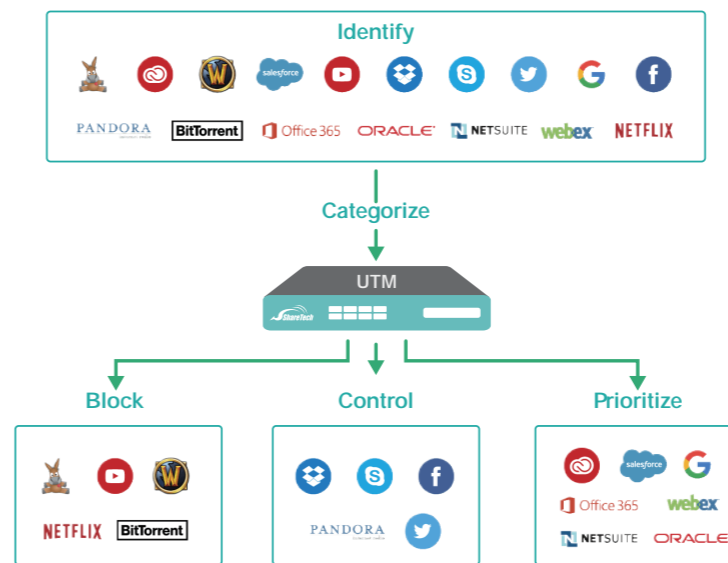 Identify
salesforce
PANDORA BitTorrent Office 365 ORACLE NETSUITE webex NETFLIX
Categorize
UTM
ShareTech
Block Control Prioritize
salesforce
Office 365 webex
PANDORA
NETFLIX BitTorrent
NETSUITE ORACLE